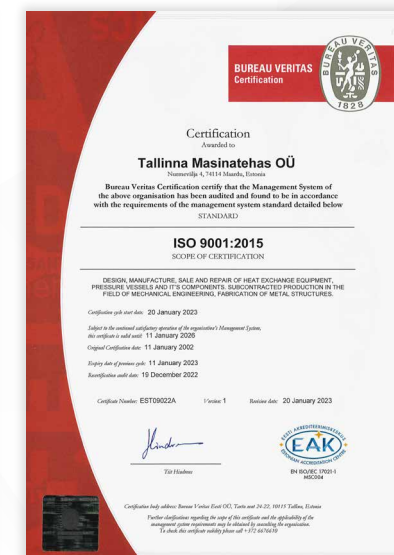 BUREAU VERITAS
Certification
BUREAU VERITAS
1828
Certification
Awarded to
Tallinna Masinatehas OÜ
Nunnevälja 4, 74114 Maardu, Estonia
Bureau Veritas Certification certify that the Management System of
the above organisation has been audited and found to be in accordance
with the requirements of the management system standard detailed below
STANDARD
ISO 9001:2015
SCOPE OF CERTIFICATION
DESIGN, MANUFACTURE, SALE AND REPAIR OF HEAT EXCHANGE EQUIPMENT,
PRESSURE VESSELS AND IT'S COMPONENTS. SUBCONTRACTED PRODUCTION IN THE
FIELD OF MECHANICAL ENGINEERING, FABRICATION OF METAL STRUCTURES.
Certification cycle start date: 20 January 2023
Subject to the continued satisfactory operation of the organisation's Management System,
this certificate is valid until: 11 January 2026
Original Certification date: 11 January 2002
Expiry date of previous cycle: 11 January 2023
Recertification audit date: 19 December 2022
Certificate Number: EST09022A Version: 1 Revision date: 20 January 2023
EESTI AKREDITEERIMISKESKUS
EAK
ESTONIAN ACCREDITATION CENTRE
EN ISO/IEC 17021-1
MSC004
Tiit Hindreus
Certification body address: Bureau Veritas Eesti OÜ, Tartu mnt 24-22, 10115 Tallinn, Estonia
Further clarifications regarding the scope of this certificate and the applicability of the
management system requirements may be obtained by consulting the organisation.
To check this certificate validity please call +372 6676610